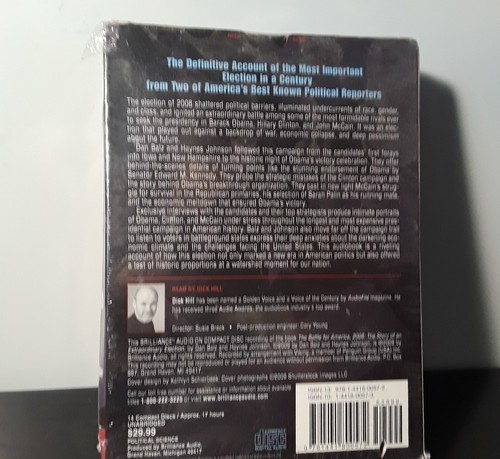 The Definitive Account of the Most Important
Election in a Century
from Two of America's Best Known Political Reporters
The election of 2008 shattered political barriers, illuminated undercurrents of race, gender,
and class, and ignited an extraordinary battle among some of the most formidable rivals ever
to seek the presidency in Barack Obama, Hillary Clinton, and John McCain. It was an elec-
tion that played out against a backdrop of war, economic collapse, and deep pessimism
about the future.
Dan Balz and Haynes Johnson followed this campaign from the candidates' first forays
into Iowa and New Hampshire to the historic night of Obama's victory celebration. They offer
behind-the-scenes details of turning points like the stunning endorsement of Obama by
Senator Edward M. Kennedy. They probe the strategic mistakes of the Clinton campaign and
the story behind Obama's breakthrough organization. They cast in new light McCain's strug-
gle for survival in the Republican primaries, his selection of Sarah Palin as his running mate,
and the economic meltdown that ensured Obama's victory.
Exclusive interviews with the candidates and their top strategists produce intimate portraits
of Obama, Clinton, and McCain under stress throughout the longest and most expensive presi-
dential campaign in American history. Balz and Johnson also move far off the campaign trail
to listen to voters in battleground states express their deep anxieties about the darkening eco-
nomic climate and the challenges facing the United States. This audiobook is a riveting
account of how this election not only marked a new era in American politics but also offered
a test of historic proportions at a watershed moment for our nation.
READ BY DICK HILL
Dick Hill has been named a Golden Voice and a Voice of the Century by AudioFile magazine. He
has received three Audie Awards, the audiobook industry's top award.
Director: Susie Breck • Post-production engineer: Gary Young
THIS BRILLIANCE AUDIO ON COMPACT DISC recording of the book The Battle for America, 2008: The Story of an
Extraordinary Election, by Dan Balz and Haynes Johnson, ©2009 by Dan Balz and Haynes Johnson, is ©2009 by
Brilliance Audio, all rights reserved. Recorded by arrangement with Viking, a member of Penguin Group (USA) Inc.
This recording may not be reproduced or played for an audience without permission from Brilliance Audio, P.O. Box
Grand Haven, MI 49417
Cover design by Kathryn Schierbeek. Cover photographs ©2009 Shutterstock Images LLC
Call our toll free number for assistance or information about available
titles 1-800-222-3225 or at www.brillianceaudio.com
14 Compact Discs / Approx. 17 hours
UNABRIDGED
$29.99
POLITICAL SCIENCE
Produced by Brilliance Audio,
Grand Haven, Michigan 49417